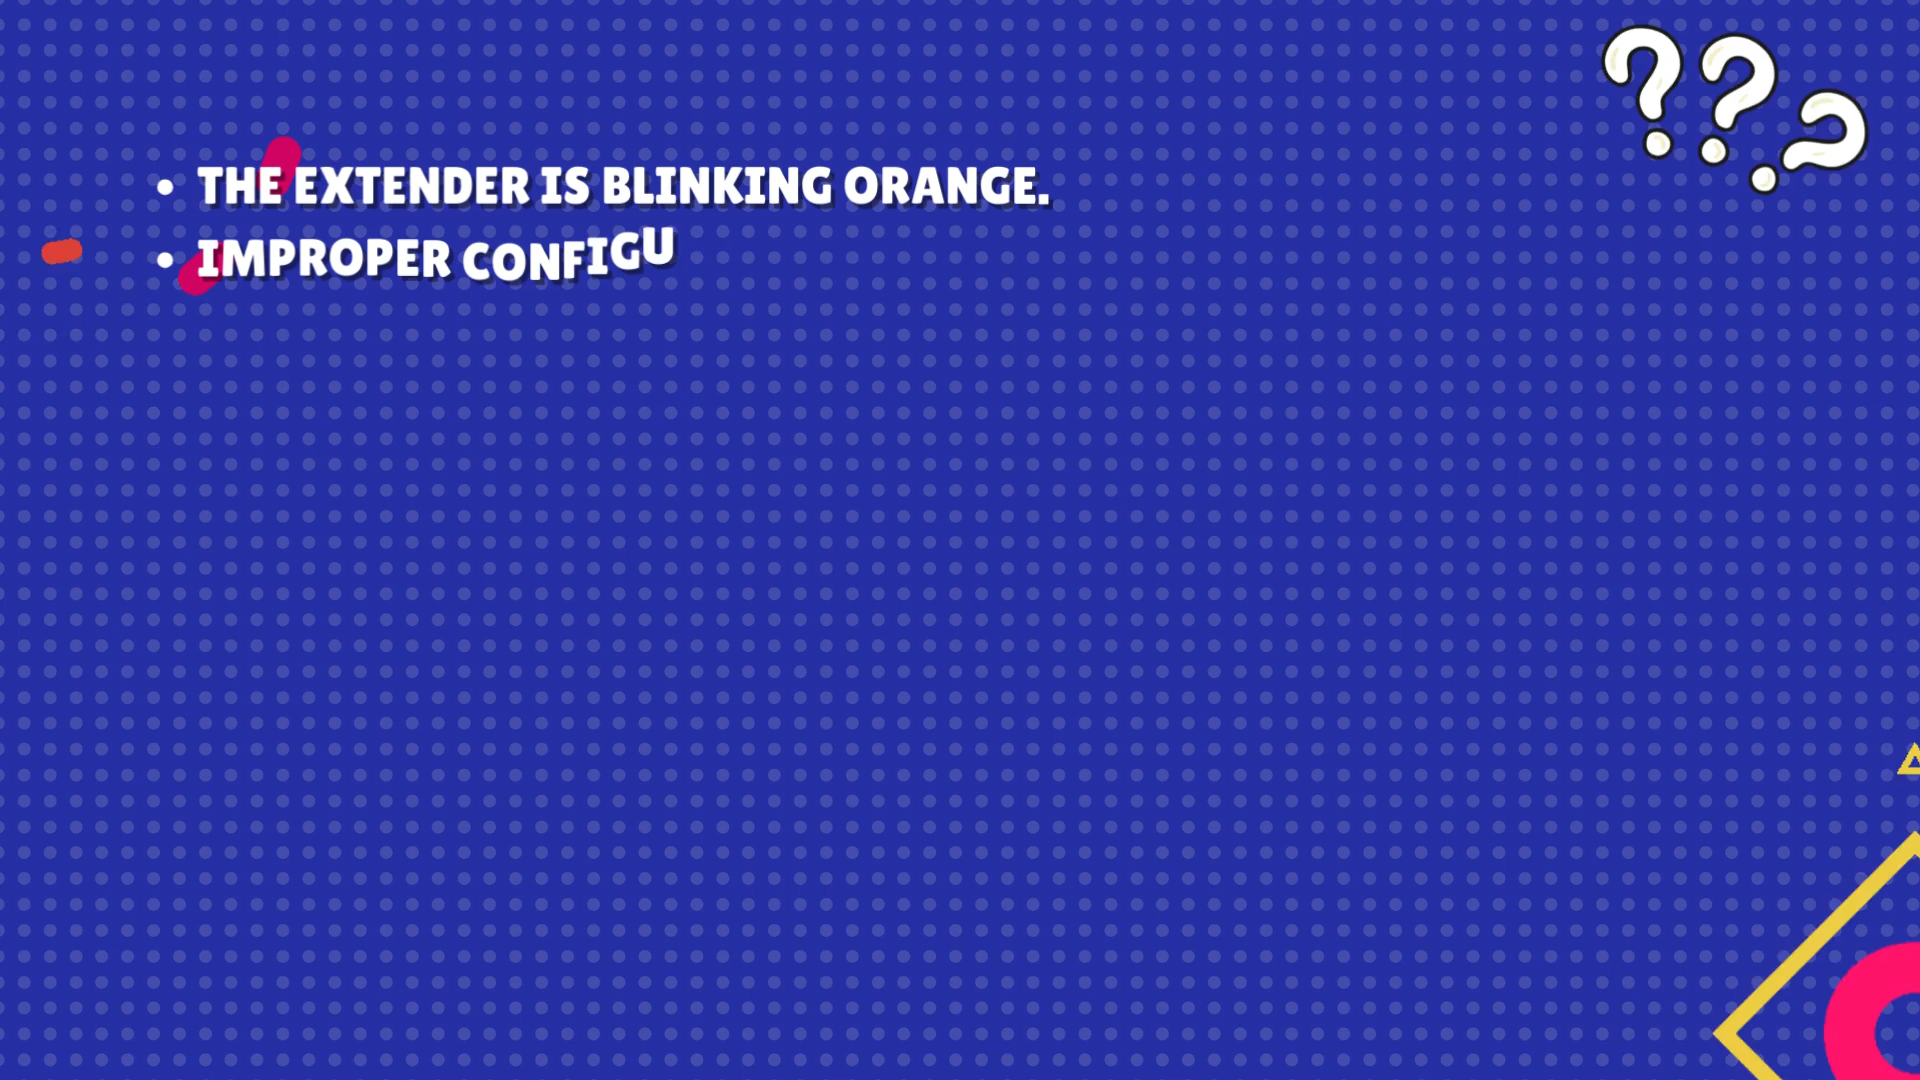 • THE EXTENDER IS BLINKING ORANGE.
• IMPROPER CONFIGU